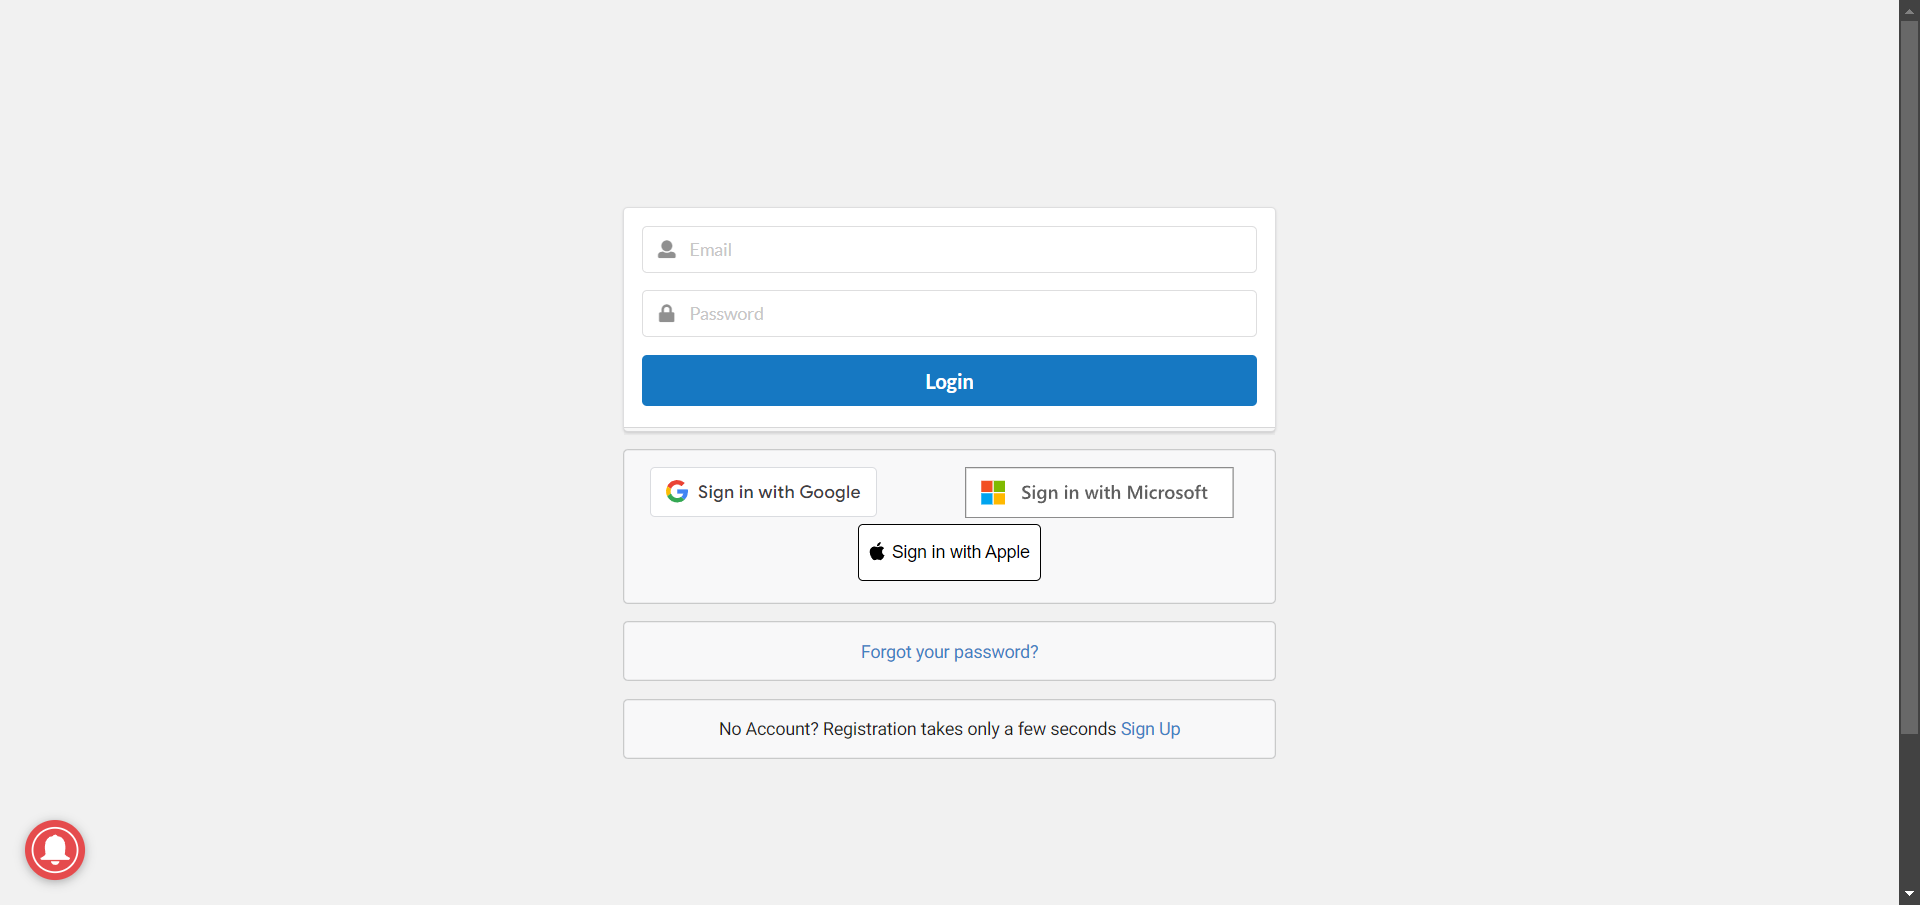 Email
Password
Login
Sign in with Google
Sign in with Microsoft
Sign in with Apple
Forgot your password?
No Account? Registration takes only a few seconds Sign Up